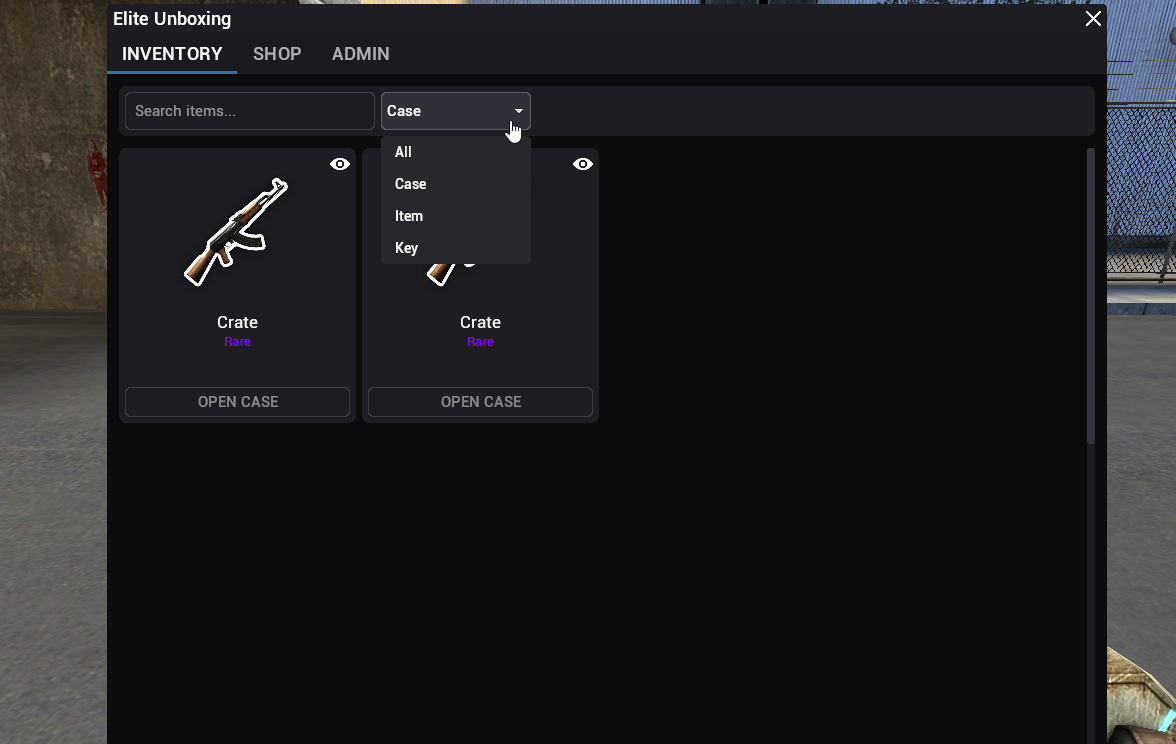 Elite Unboxing
INVENTORY SHOP ADMIN
Search items... Case
All
Case
Item
Key
Crate Crate
Rare Rare
OPEN CASE OPEN CASE